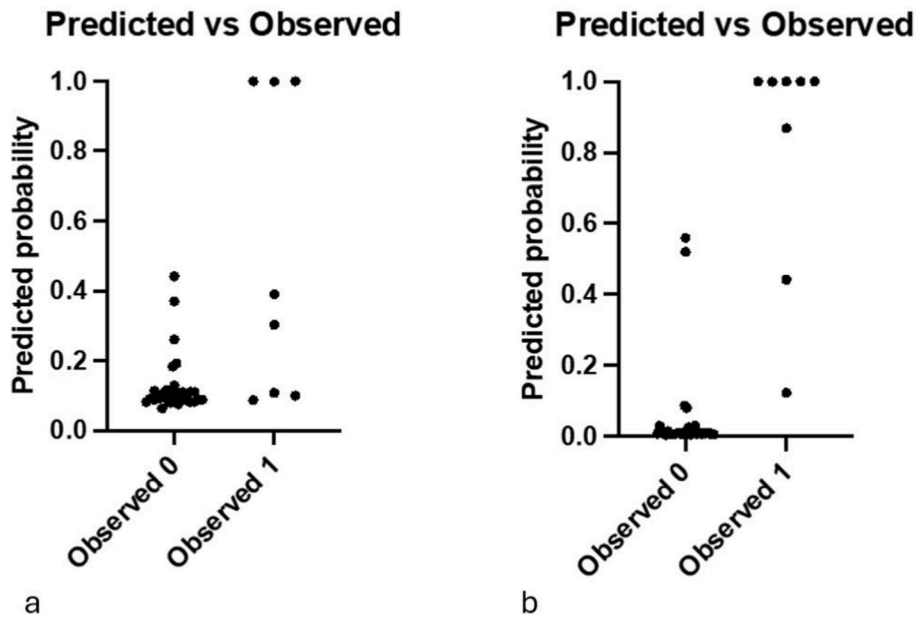 Predicted vs Observed
Predicted probability
1.0
0.8
0.6
0.4
0.2
0.0
Observed 0
Observed 1
a
Predicted vs Observed
Predicted probability
1.0
0.8
0.6
0.4
0.2
0.0
Observed 0
Observed 1
b